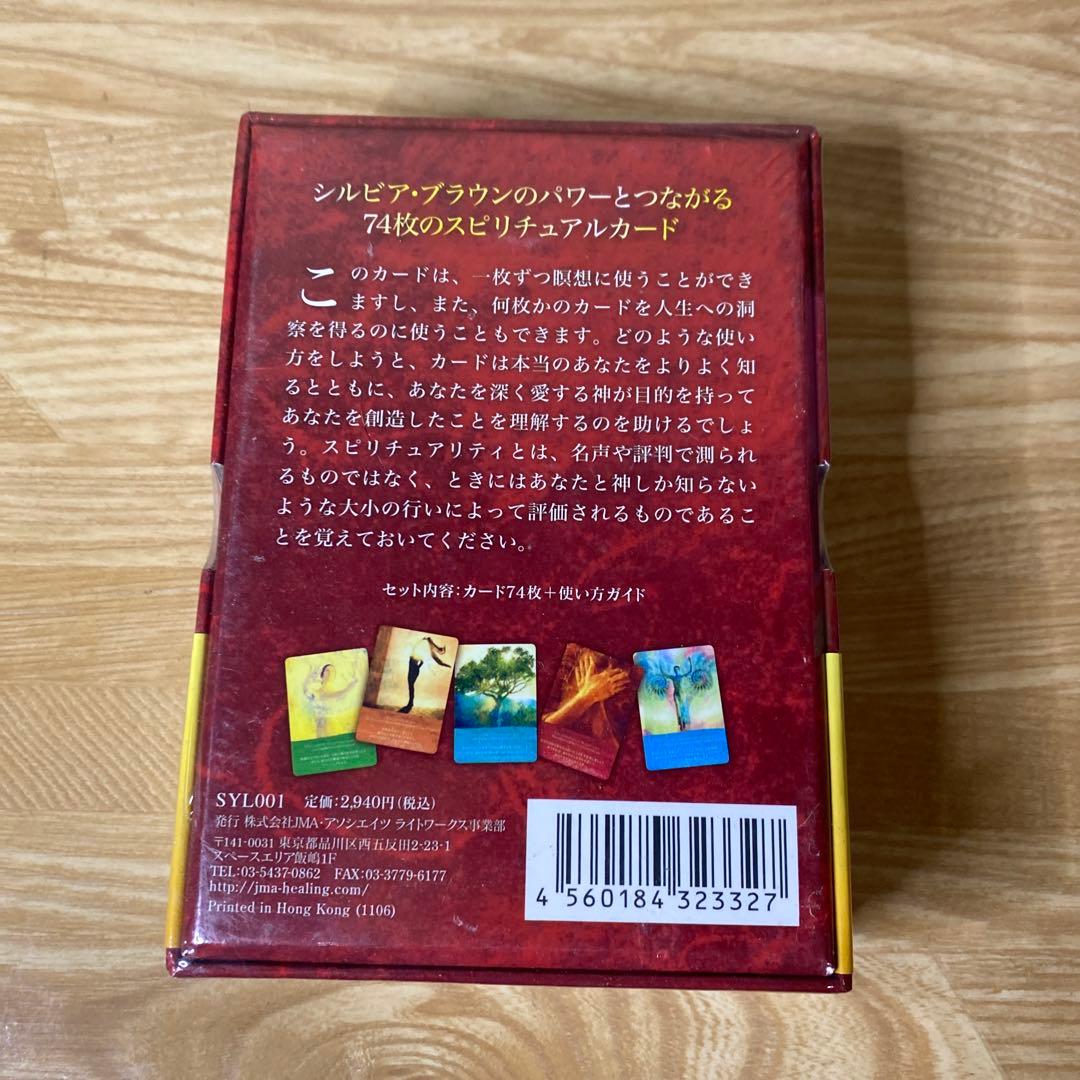 シルビア・ブラウンのパワーとつながる
74枚のスピリチュアルカード
このカードは、一枚ずつ瞑想に使うことができ
ますし、また、何枚かのカードを人生への洞
察を得るのに使うこともできます。どのような使い
方をしようと、カードは本当のあなたをよりよく知
るとともに、あなたを深く愛する神が目的を持って
あなたを創造したことを理解するのを助けるでしょ
う。スピリチュアリティとは、名声や評判で測られ
るものではなく、ときにはあなたと神しか知らない
ような大小の行いによって評価されるものであるこ
とを覚えておいてください。
セット内容：カード74枚＋使い方ガイド
SYL001 定価：2,940円（税込）
発行 株式会社JMA・アソシエイツ ライトワークス事業部
〒141-0031 東京都品川区西五反田2-23-1
スペースエリア飯嶋1F
TEL：03-5437-0862 FAX：03-3779-6177
http://jma-healing.com/
Printed in Hong Kong (1106)
4 560184 323327